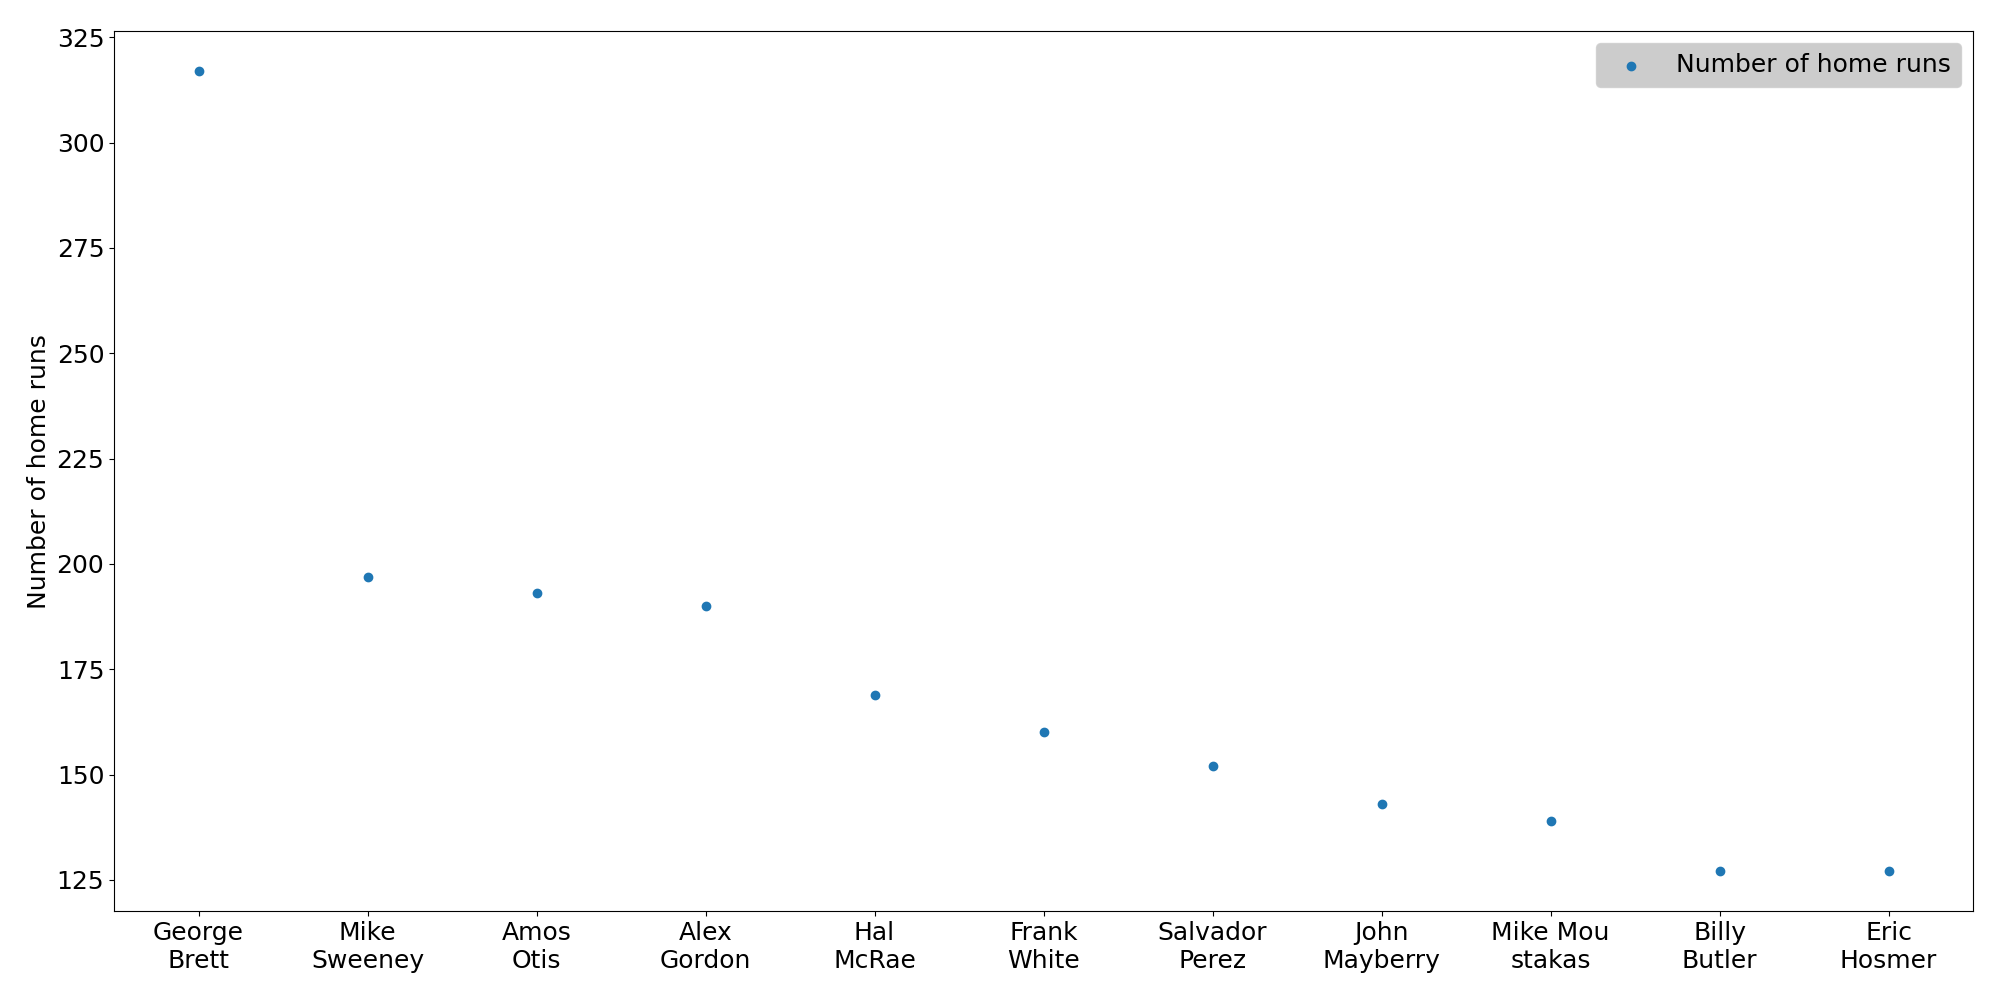 Number of home runs
325
300
275
250
225
200
175
150
125
Number of home runs
George
Brett
Mike
Sweeney
Amos
Otis
Alex
Gordon
Hal
McRae
Frank
White
Salvador
Perez
John
Mayberry
Mike Mou
stakas
Billy
Butler
Eric
Hosmer